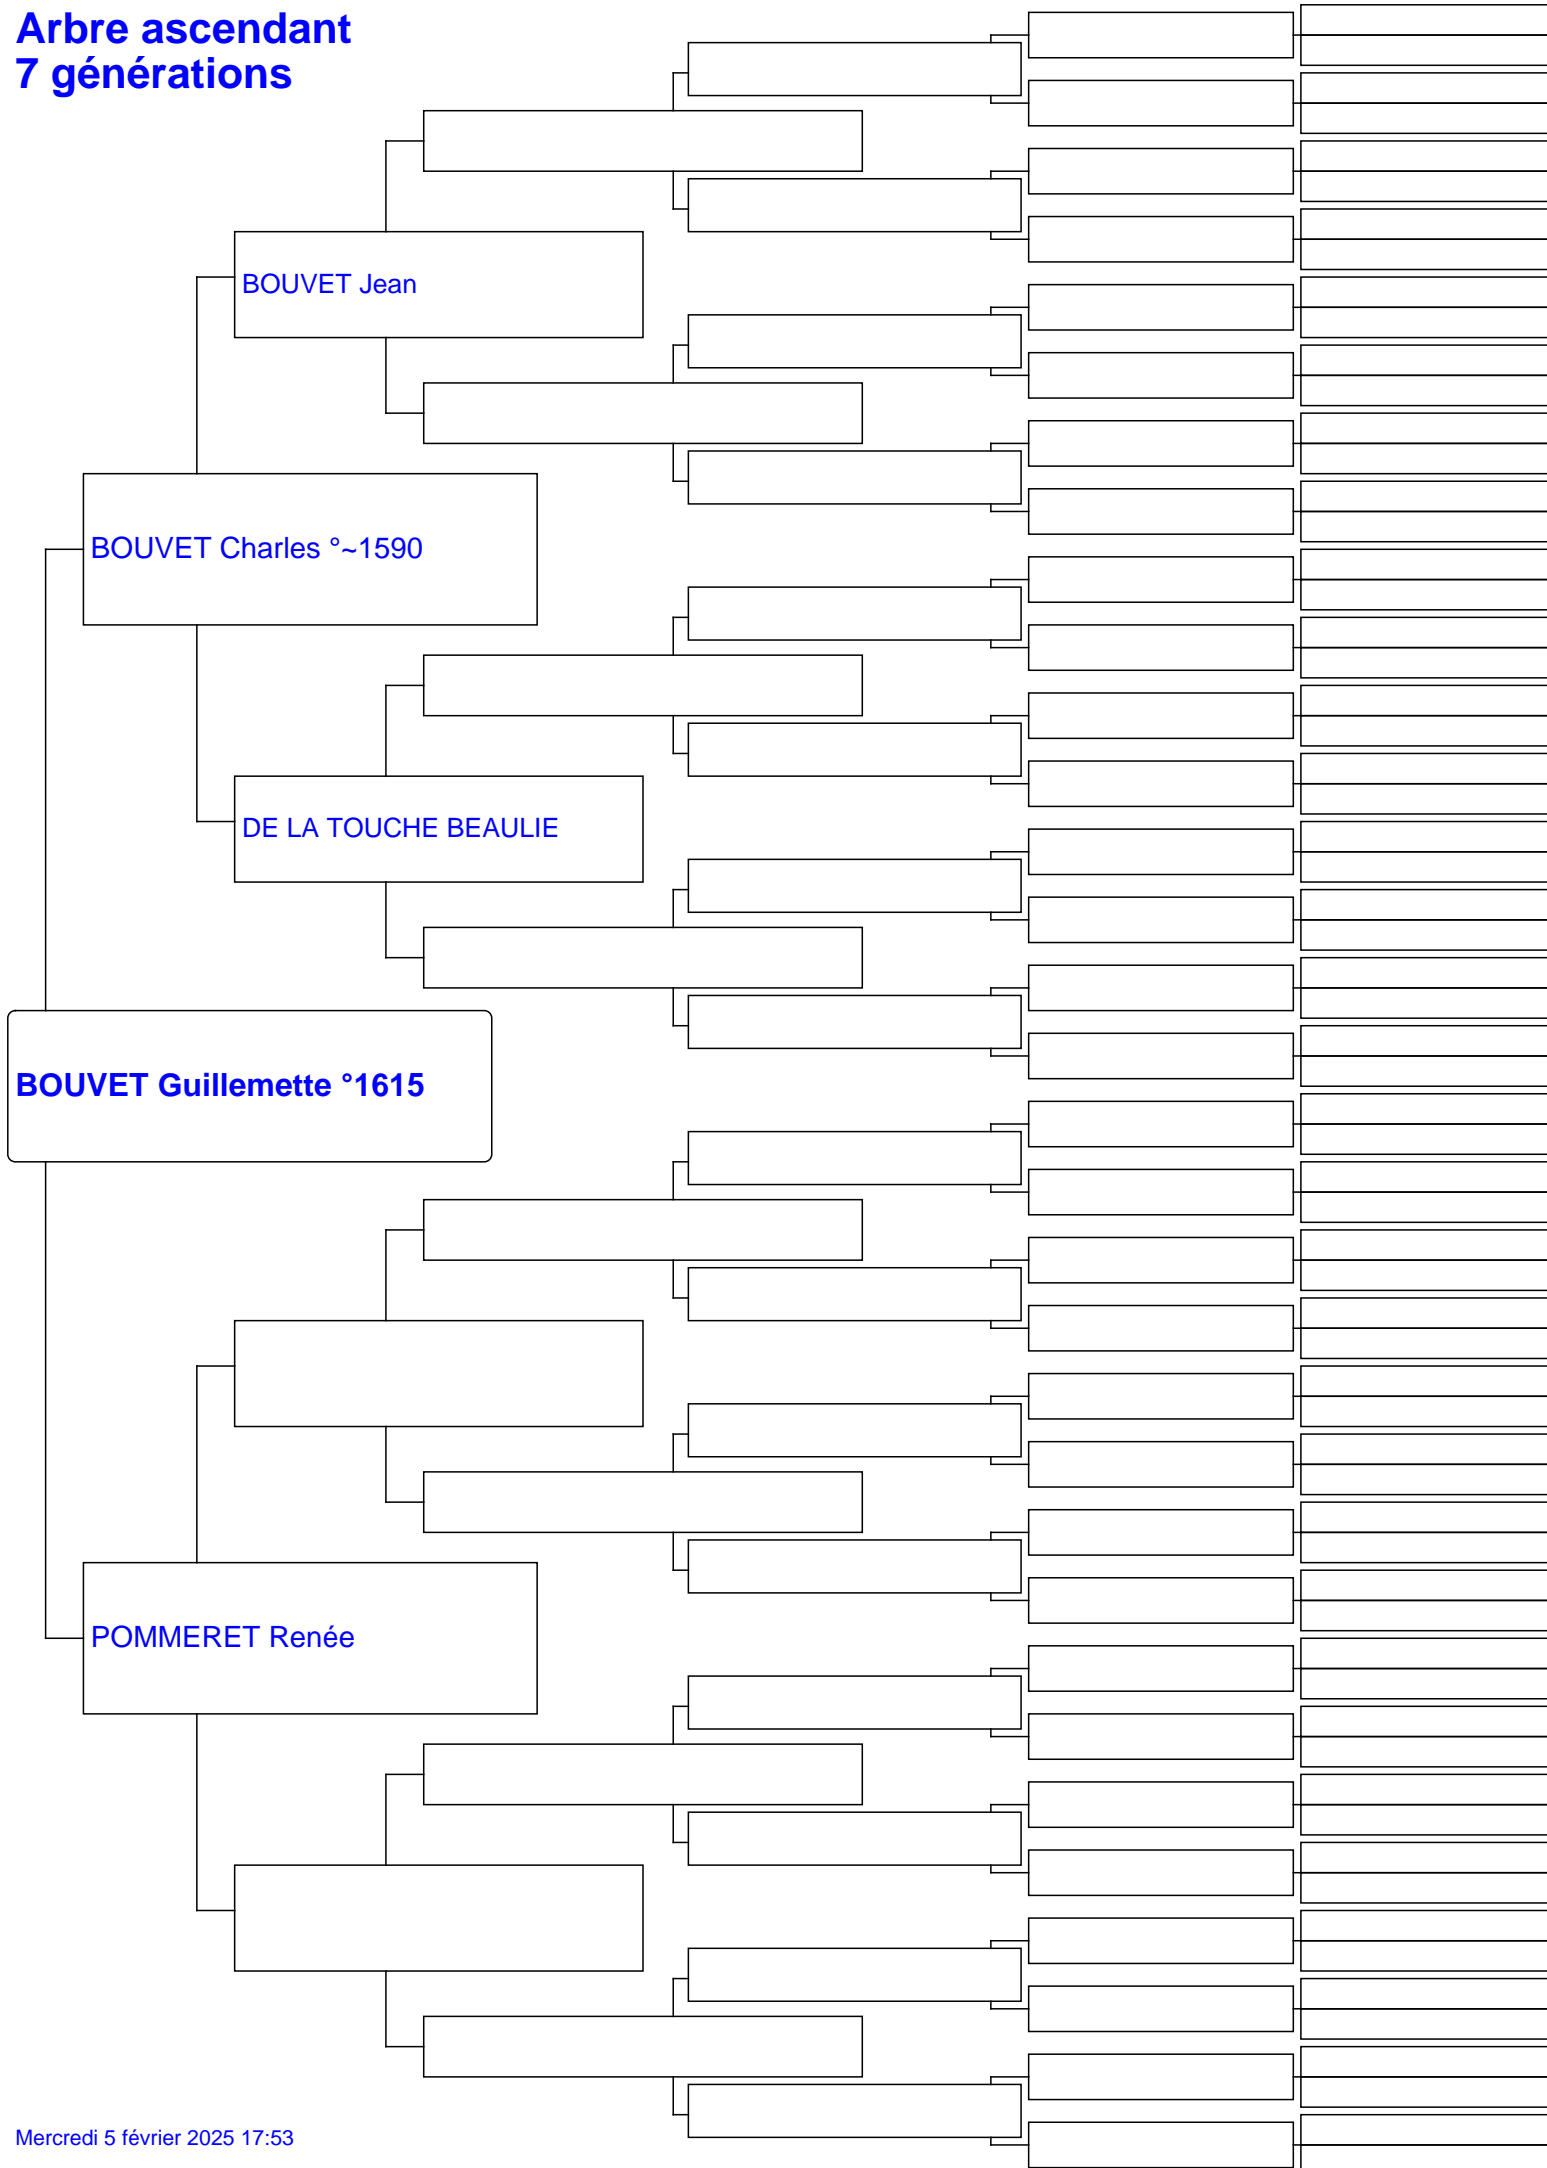 Arbre ascendant
7 générations
BOUVET Jean
BOUVET Charles °~1590
DE LA TOUCHE BEAULIE
BOUVET Guillemette °1615
POMMERET Renée
Mercredi 5 février 2025 17:53